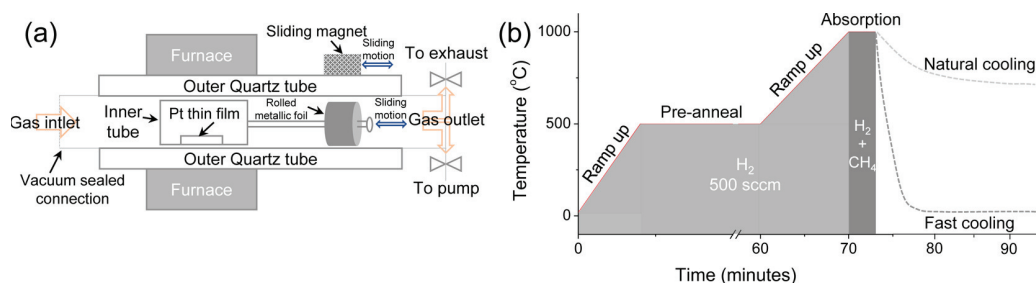 (a)
Furnace
Sliding magnet
Sliding
motion
To exhaust
Outer Quartz tube
Gas intlet
Inner
tube
Pt thin film
Rolled
metallic foil
Sliding
motion
Gas outlet
Outer Quartz tube
Vacuum sealed
connection
Furnace
To pump
(b)
Absorption
Temperature (°C)
1000
500
0
Ramp up
Pre-anneal
Ramp up
Natural cooling
H2
500 sccm
H2
+
CH4
Fast cooling
0
60
70
80
90
Time (minutes)